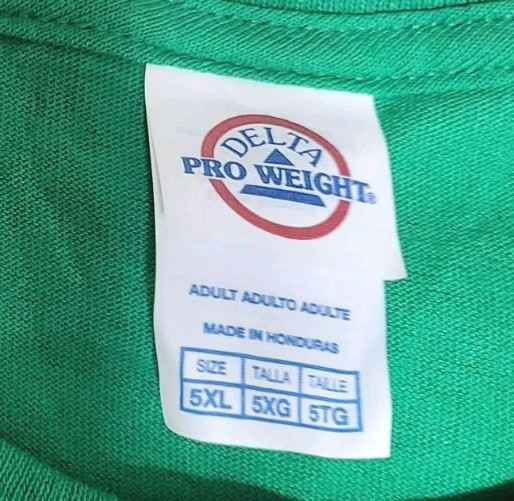 DELTA
PRO WEIGHT®
ADULT ADULTO ADULTE
MADE IN HONDURAS
SIZE TALLA TAILLE
5XL 5XG 5TG